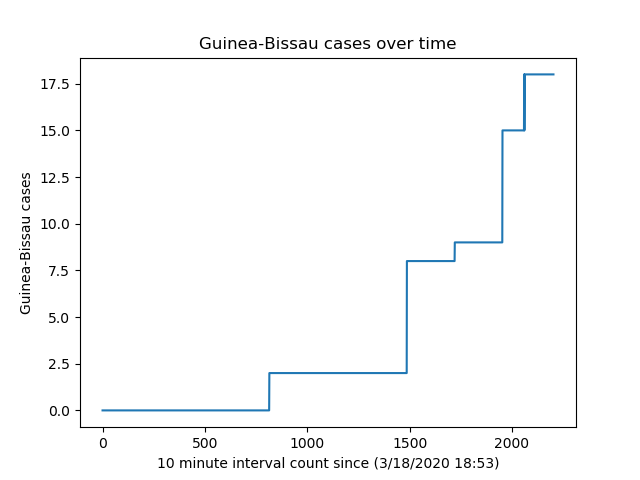 Guinea-Bissau cases over time
17.5
15.0
12.5
10.0
7.5
5.0
2.5
0.0
Guinea-Bissau cases
0 500 1000 1500 2000
10 minute interval count since (3/18/2020 18:53)